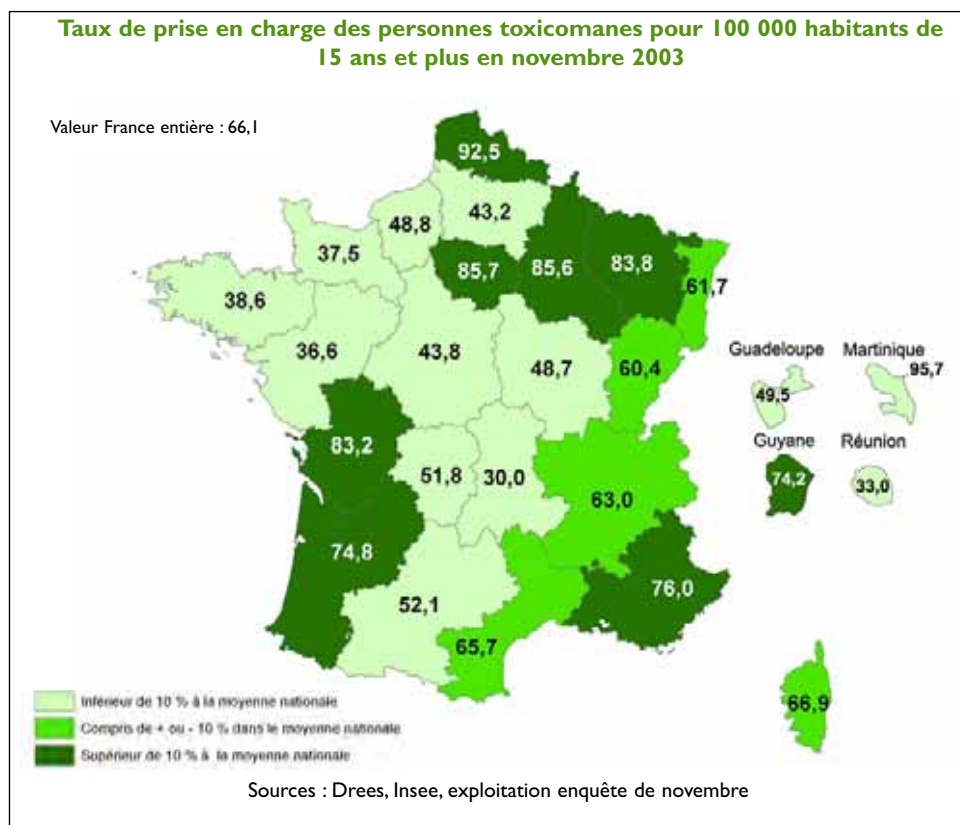 Taux de prise en charge des personnes toxicomanes pour 100 000 habitants de
15 ans et plus en novembre 2003
Valeur France entière : 66,1
92,5
43,2
48,8
37,5
85,7
85,6
83,8
61,7
38,6
36,6
43,8
48,7
60,4
Guadeloupe
Martinique
95,7
49,5
Guyane
Réunion
74,2
33,0
83,2
51,8
30,0
63,0
74,8
52,1
76,0
65,7
66,9
Inférieur de 10 % à la moyenne nationale
Compris de + ou - 10 % dans le moyenne nationale
Supérieur de 10 % à la moyenne nationale
Sources : Drees, Insee, exploitation enquête de novembre